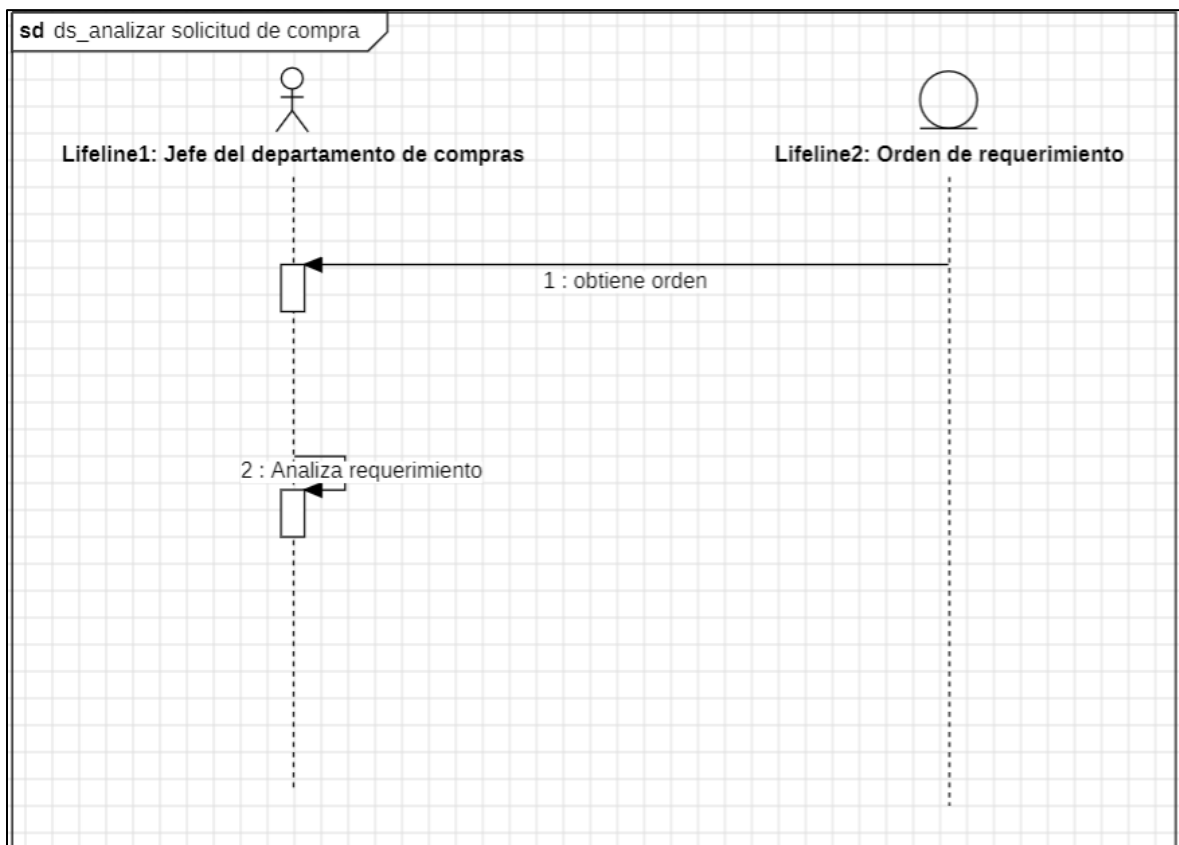 sd ds_analizar solicitud de compra
Lifeline1: Jefe del departamento de compras
Lifeline2: Orden de requerimiento
1 : obtiene orden
2 : Analiza requerimiento